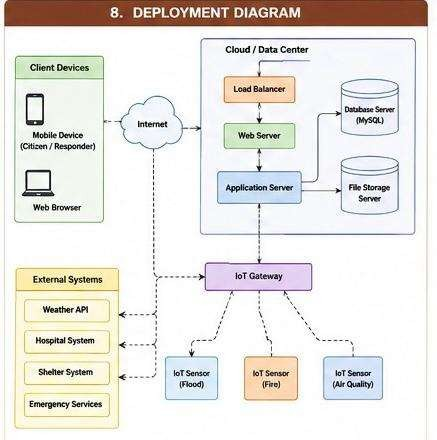 8. DEPLOYMENT DIAGRAM
Client Devices
Mobile Device
(Citizen / Responder)
Web Browser
Internet
Cloud / Data Center
Load Balancer
Web Server
Application Server
Database Server
(MySQL)
File Storage
Server
IoT Gateway
External Systems
Weather API
Hospital System
Shelter System
Emergency Services
IoT Sensor
(Flood)
IoT Sensor
(Fire)
IoT Sensor
(Air Quality)